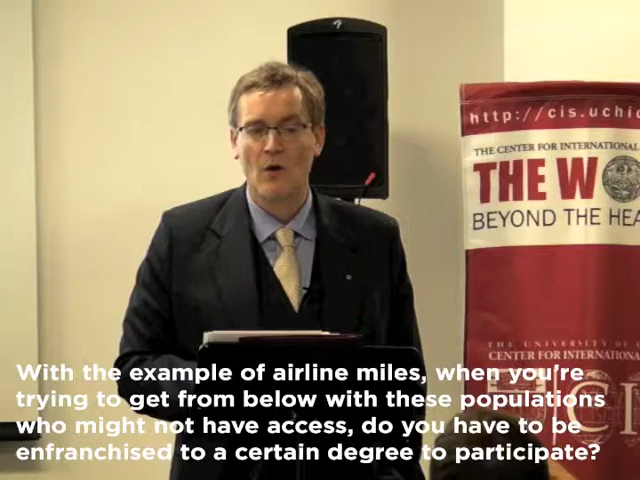 http://cis.uchic
THE CENTER FOR INTERNATIONAL
THE W
BEYOND THE HEA
THE UNIVERSITY OF C
CENTER FOR INTERNATIONA
CI
With the example of airline miles, when you're
trying to get from below with these populations
who might not have access, do you have to be
enfranchised to a certain degree to participate?